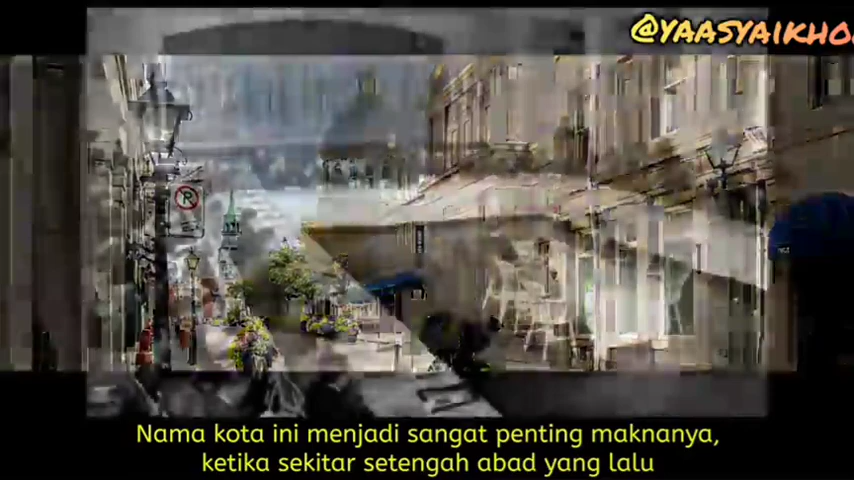 @YAASYAIKHO
Nama kota ini menjadi sangat penting maknanya,
ketika sekitar setengah abad yang lalu